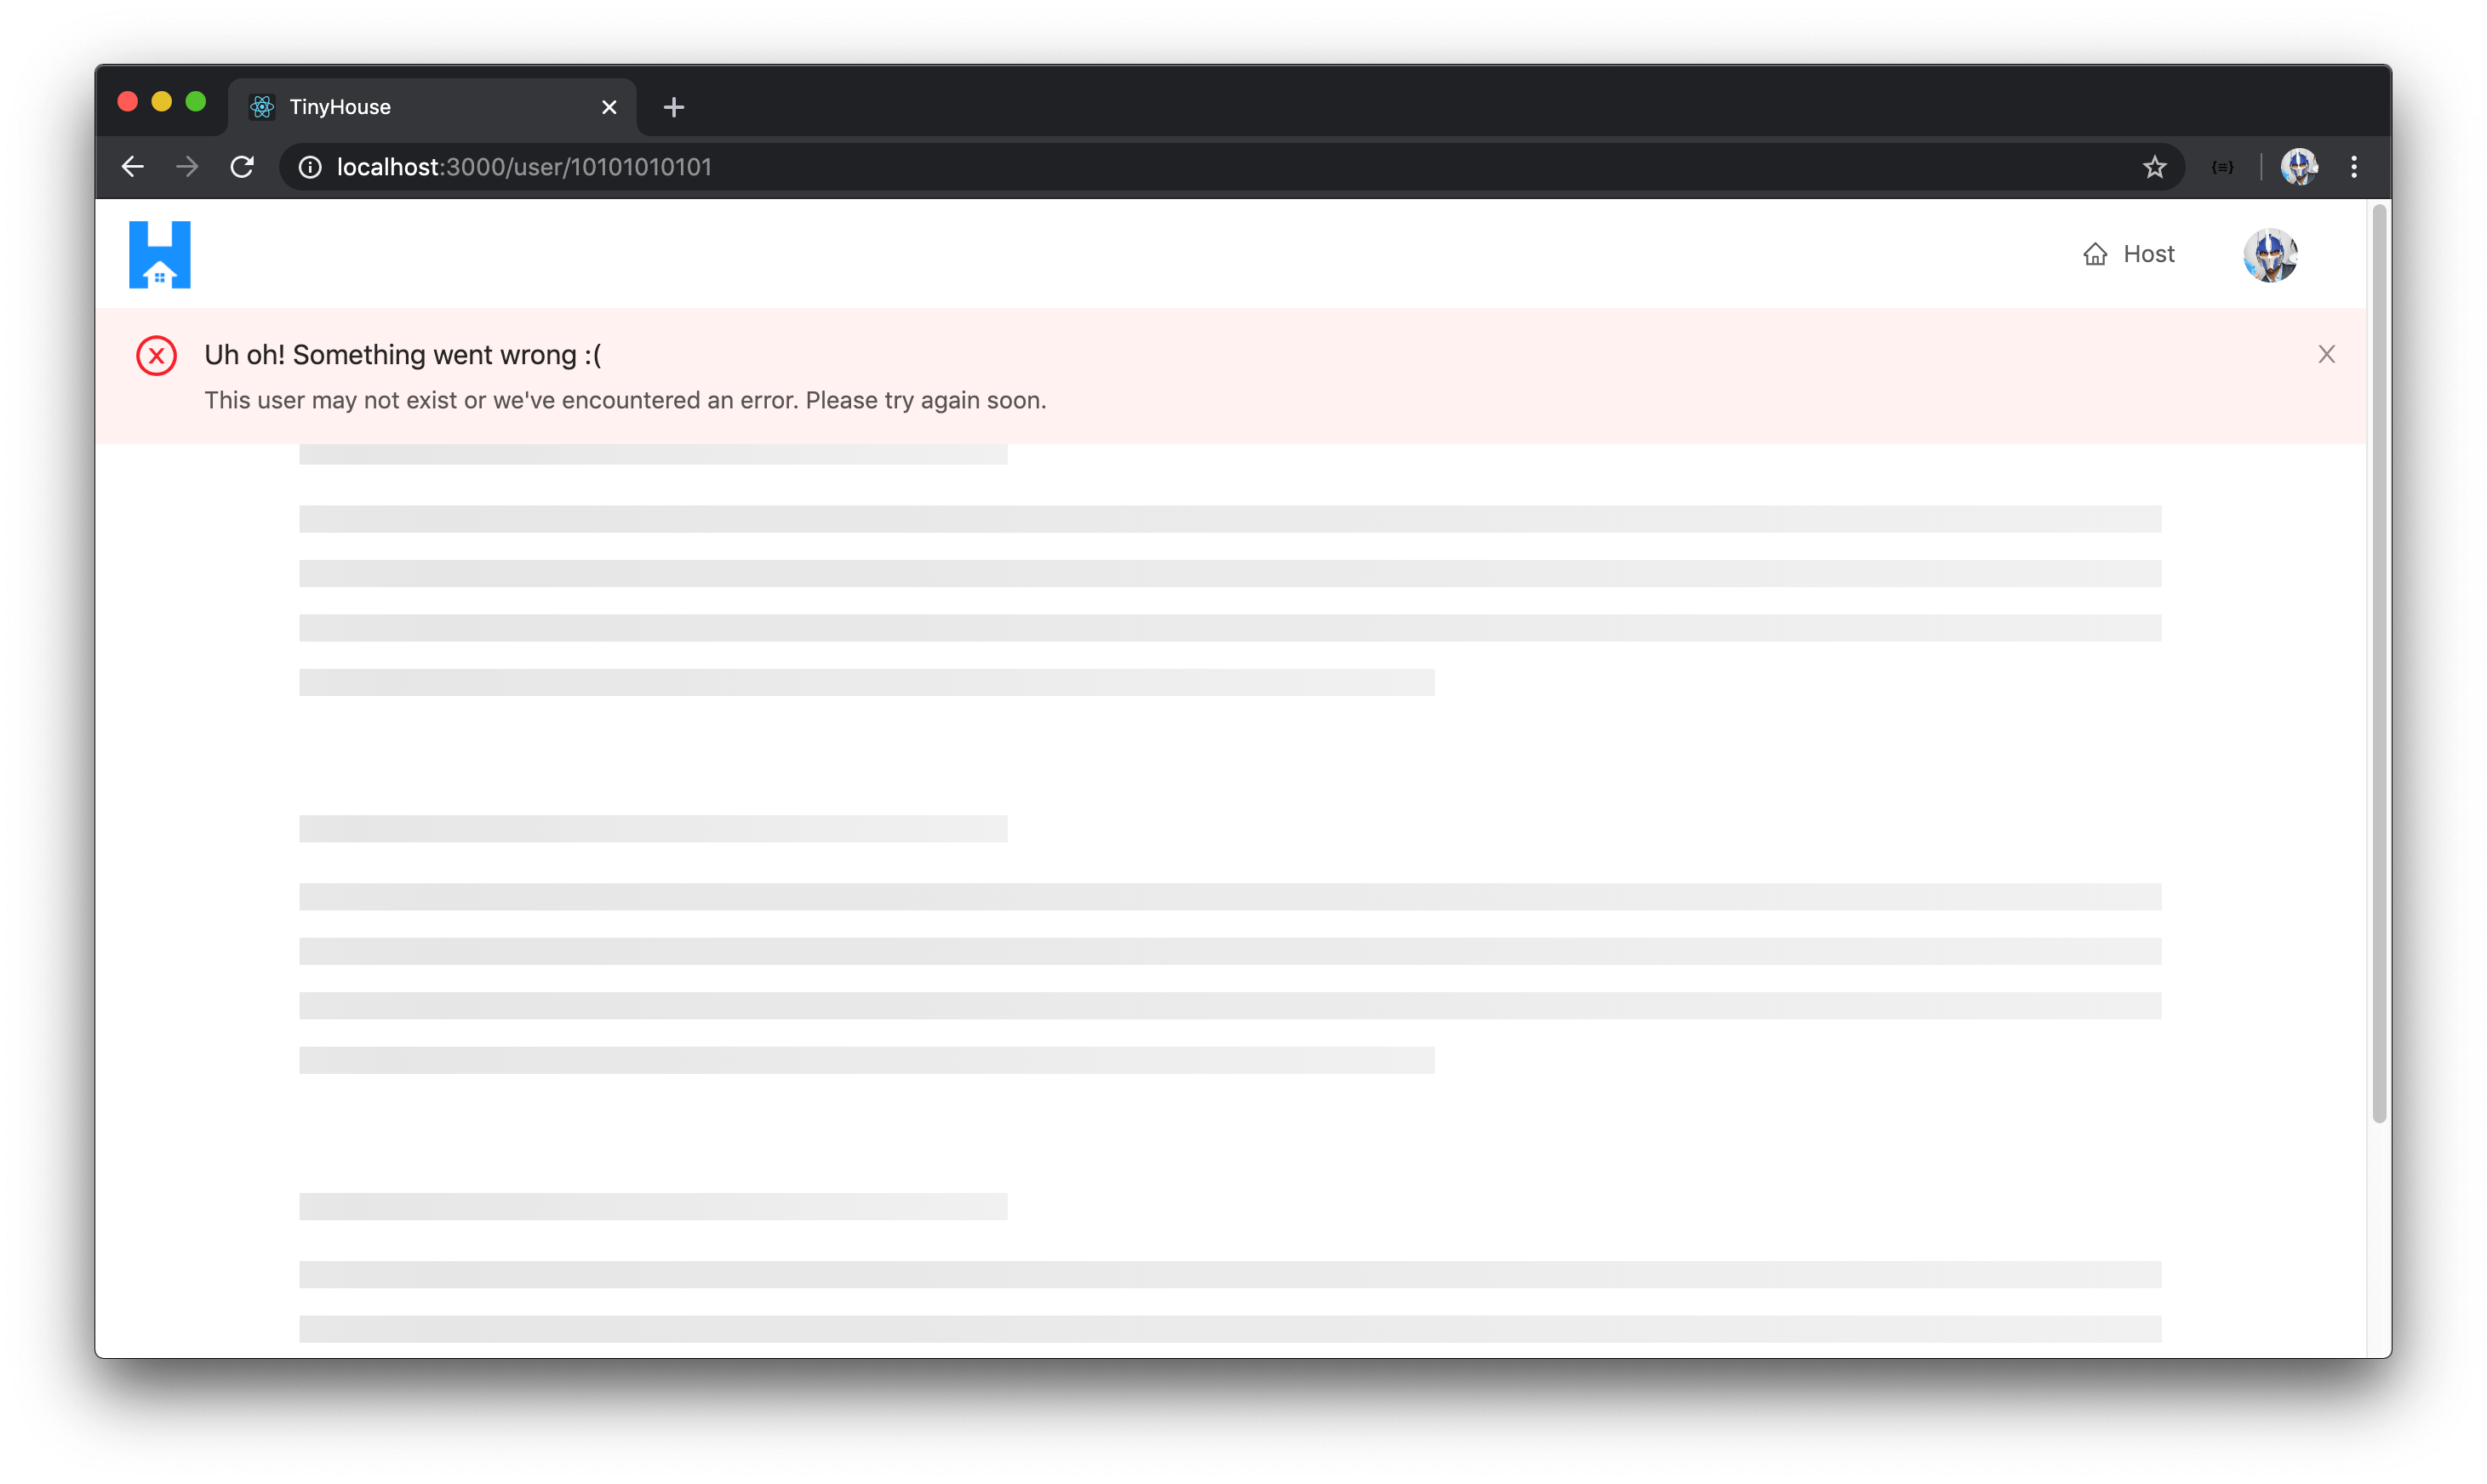 TinyHouse
localhost:3000/user/10101010101
Host
Uh oh! Something went wrong :(
This user may not exist or we've encountered an error. Please try again soon.